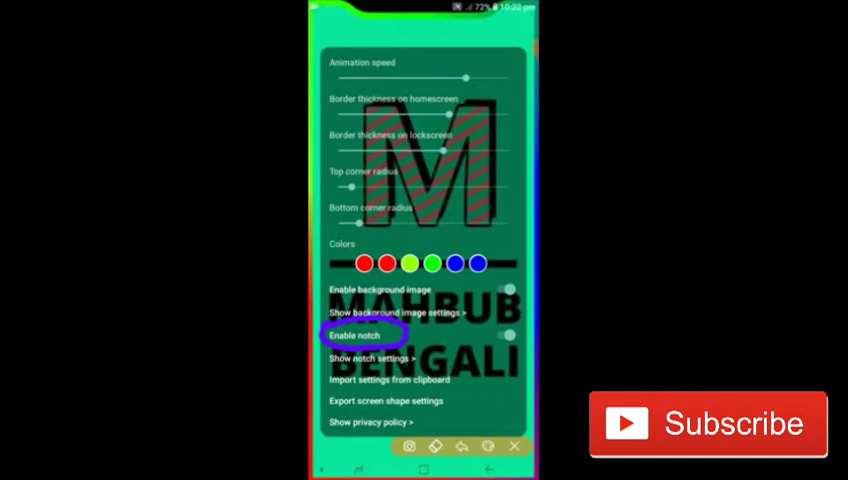 72% 10:22 pm
Animation speed
Border thickness on homescreen
Border thickness on lockscreen
Top corner radius
Bottom corner radius
Colors
Enable background image
Show background image settings >
Enable notch
Show notch settings >
Import settings from clipboard
Export screen shape settings
Show privacy policy >
M
MAHBUB
BENGALI
Subscribe